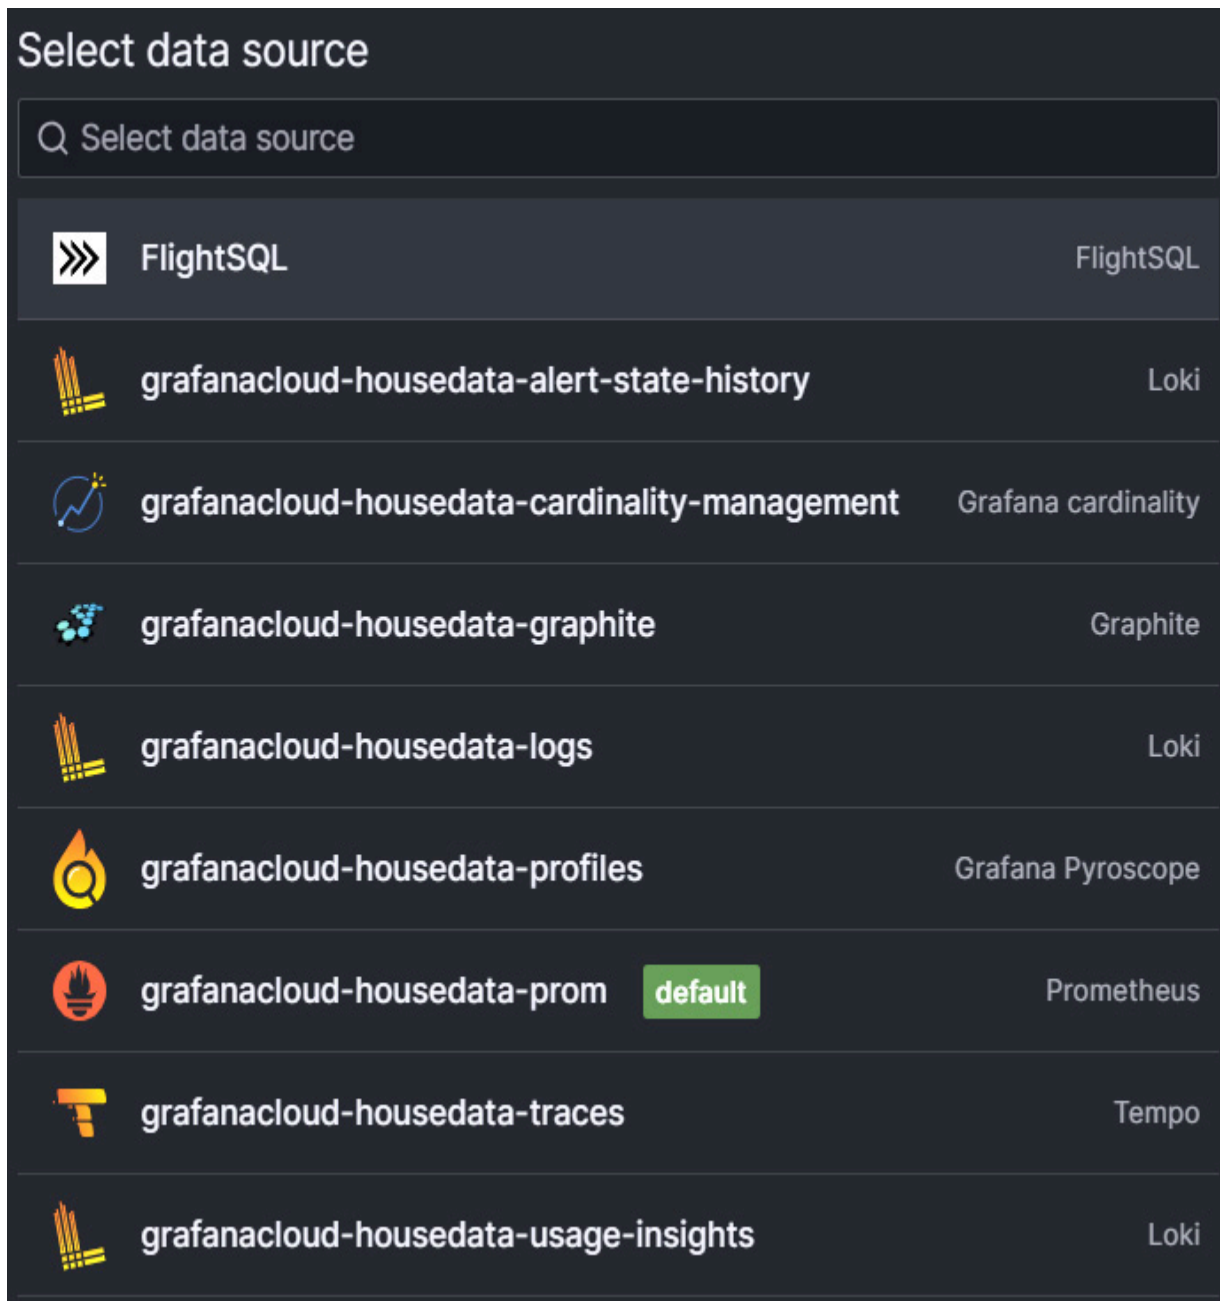 Select data source
Select data source
FlightSQL FlightSQL
grafanacloud-housedata-alert-state-history Loki
grafanacloud-housedata-cardinality-management Grafana cardinality
grafanacloud-housedata-graphite Graphite
grafanacloud-housedata-logs Loki
grafanacloud-housedata-profiles Grafana Pyroscope
grafanacloud-housedata-prom default Prometheus
grafanacloud-housedata-traces Tempo
grafanacloud-housedata-usage-insights Loki